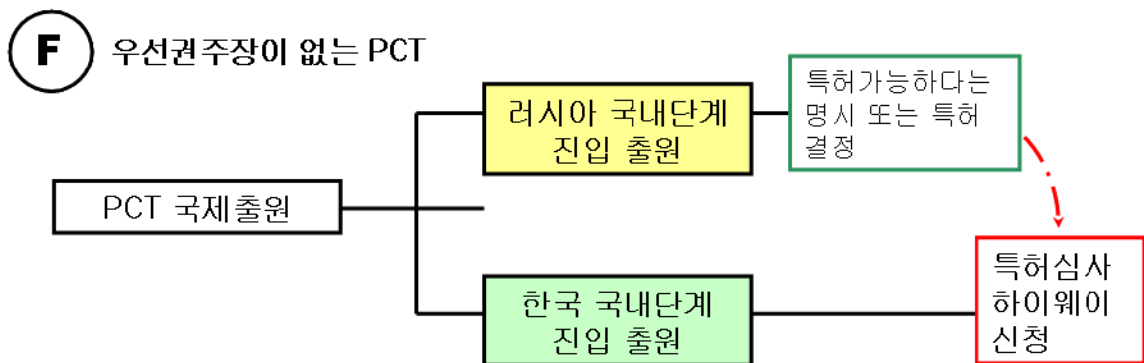 F 우선권주장이 없는 PCT
러시아 국내단계
진입 출원
특허가능하다는
명시 또는 특허
결정
PCT 국제출원
한국 국내단계
진입 출원
특허심사
하이웨이
신청